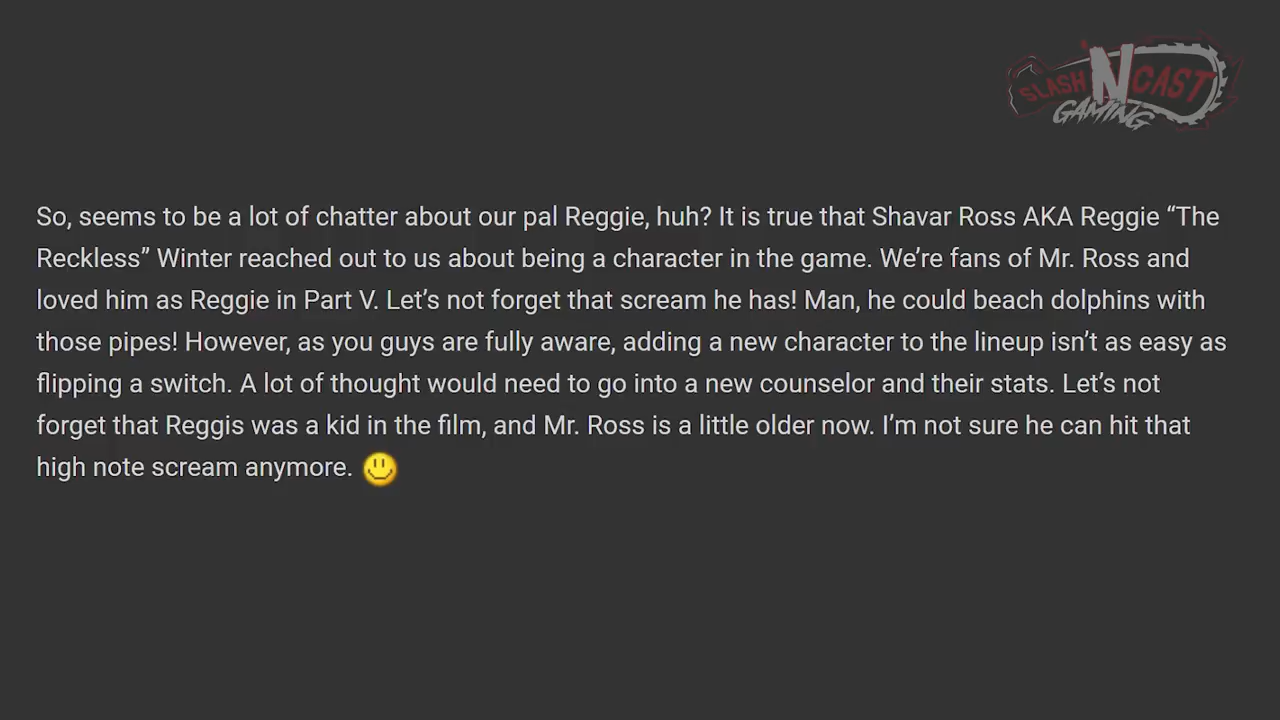 SLASH 'N CAST
GAMING
So, seems to be a lot of chatter about our pal Reggie, huh? It is true that Shavar Ross AKA Reggie “The
Reckless” Winter reached out to us about being a character in the game. We’re fans of Mr. Ross and
loved him as Reggie in Part V. Let’s not forget that scream he has! Man, he could beach dolphins with
those pipes! However, as you guys are fully aware, adding a new character to the lineup isn’t as easy as
flipping a switch. A lot of thought would need to go into a new counselor and their stats. Let’s not
forget that Reggis was a kid in the film, and Mr. Ross is a little older now. I’m not sure he can hit that
high note scream anymore.